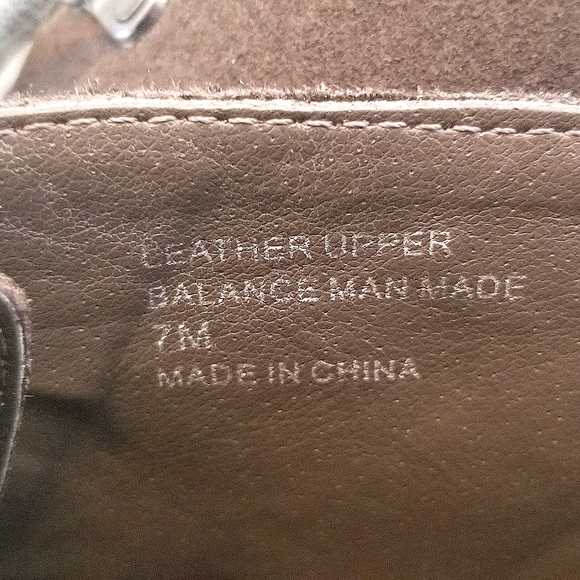 LEATHER UPPER
BALANCE MAN MADE
7M
MADE IN CHINA